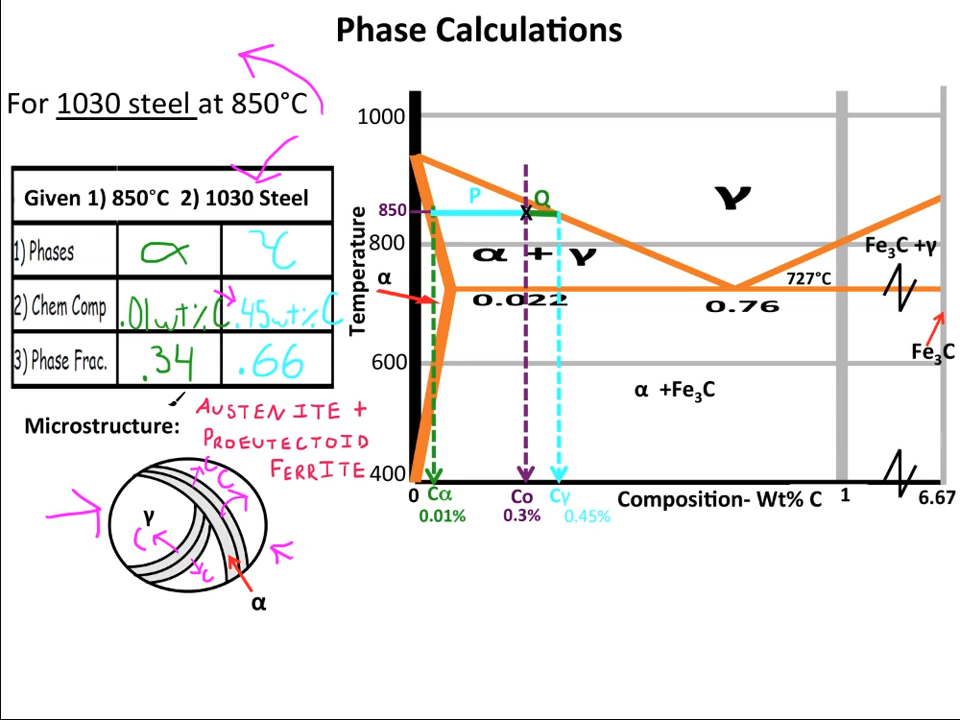 Phase Calculations
For 1030 steel at 850°C
Given 1) 850°C 2) 1030 Steel
1) Phases α γ
2) Chem Comp .01wt%C .45wt%C
3) Phase Frac. .34 .66
Microstructure: AUSTENITE +
PROEUTECTOID
FERRITE
γ
C
C
C
C
α
Temperature
1000
850
800
600
400
P
Q
X
γ
α + γ
Fe₃C +γ
α
727°C
0.022
0.76
Fe₃C
α +Fe₃C
0
Cα
Co
Cγ
Composition- Wt% C
1
6.67
0.01%
0.3%
0.45%